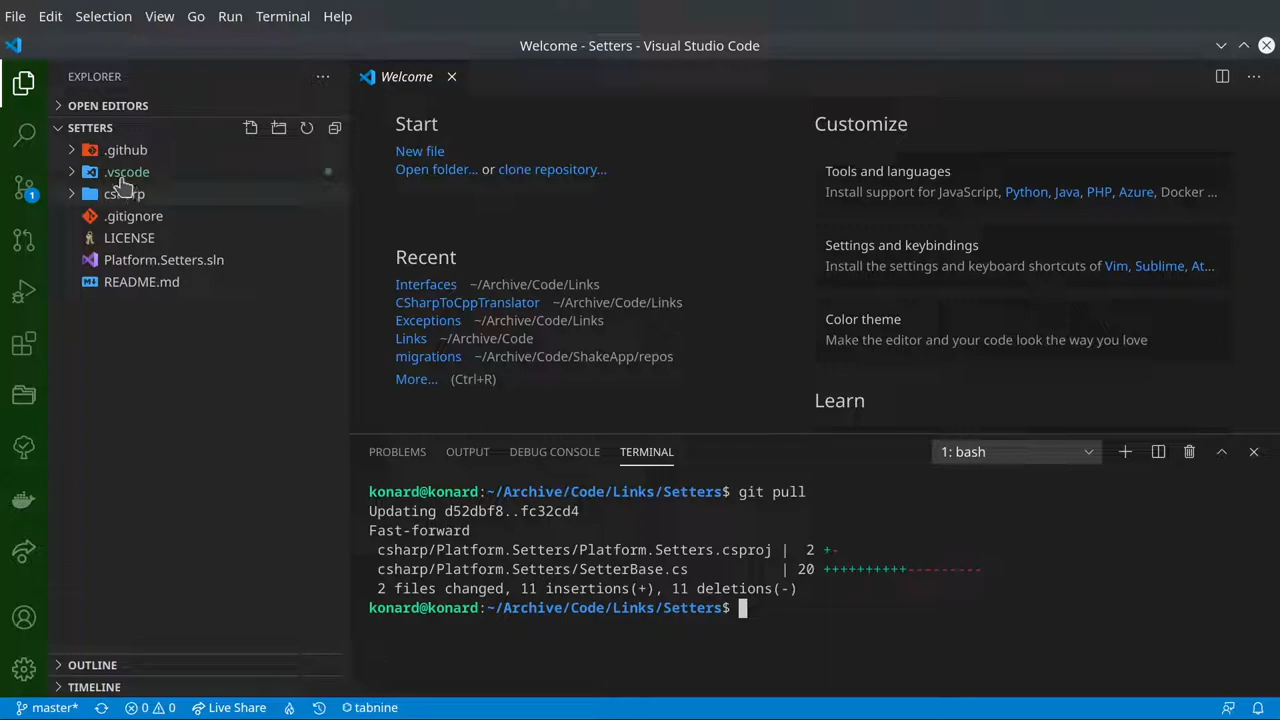 File Edit Selection View Go Run Terminal Help
Welcome - Setters - Visual Studio Code
EXPLORER
OPEN EDITORS
SETTERS
.github
.vscode
csharp
.gitignore
LICENSE
Platform.Setters.sln
README.md
OUTLINE
TIMELINE
1
Welcome
Start
New file
Open folder... or clone repository...
Recent
Interfaces ~/Archive/Code/Links
CSharpToCppTranslator ~/Archive/Code/Links
Exceptions ~/Archive/Code/Links
Links ~/Archive/Code
migrations ~/Archive/Code/ShakeApp/repos
More... (Ctrl+R)
Customize
Tools and languages
Install support for JavaScript, Python, Java, PHP, Azure, Docker ...
Settings and keybindings
Install the settings and keyboard shortcuts of Vim, Sublime, At...
Color theme
Make the editor and your code look the way you love
Learn
PROBLEMS OUTPUT DEBUG CONSOLE TERMINAL 1: bash
konard@konard:~/Archive/Code/Links/Setters$ git pull
Updating d52dbf8..fc32cd4
Fast-forward
csharp/Platform.Setters/Platform.Setters.csproj | 2 +-
csharp/Platform.Setters/SetterBase.cs | 20 ++++++++++---------
2 files changed, 11 insertions(+), 11 deletions(-)
konard@konard:~/Archive/Code/Links/Setters$
master* 0 0 Live Share tabnine